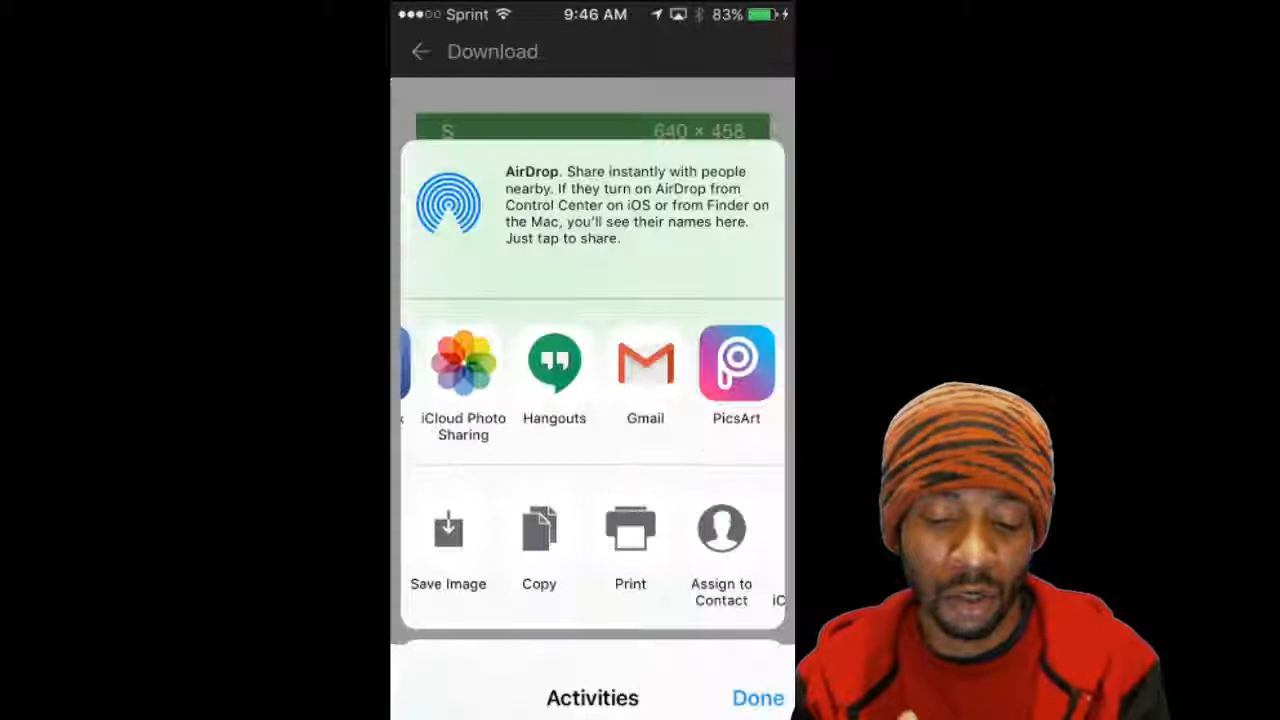 Sprint 9:46 AM 83%
Download
S 640 × 458
AirDrop. Share instantly with people
nearby. If they turn on AirDrop from
Control Center on iOS or from Finder on
the Mac, you'll see their names here.
Just tap to share.
iCloud Photo
Sharing
Hangouts
Gmail
PicsArt
Save Image
Copy
Print
Assign to
Contact
iC
Activities
Done